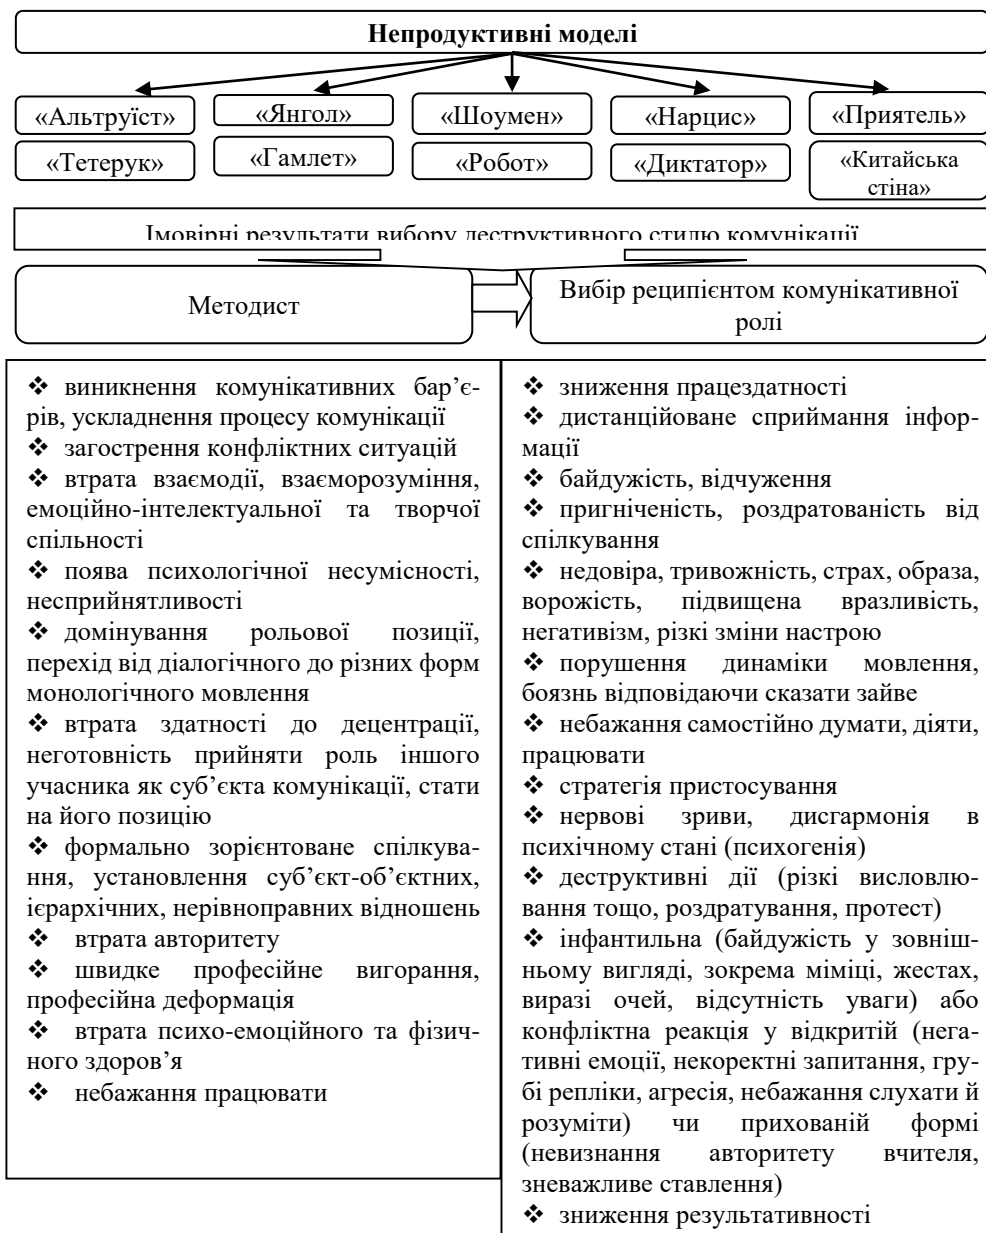 Непродуктивні моделі
«Альтруїст»
«Янгол»
«Шоумен»
«Нарцис»
«Приятель»
«Тетерук»
«Гамлет»
«Робот»
«Диктатор»
«Китайська
стіна»
Імовірні результати вибору деструктивного стилю комунікації
Методист
Вибір реципієнтом комунікативної
ролі
❖ виникнення комунікативних бар’є-
рів, ускладнення процесу комунікації
❖ загострення конфліктних ситуацій
❖ втрата взаємодії, взаєморозуміння,
емоційно-інтелектуальної та творчої
спільності
❖ поява психологічної несумісності,
несприйнятливості
❖ домінування рольової позиції,
перехід від діалогічного до різних форм
монологічного мовлення
❖ втрата здатності до децентрації,
неготовність прийняти роль іншого
учасника як суб’єкта комунікації, стати
на його позицію
❖ формально зорієнтоване спілкува-
ння, установлення суб’єкт-об’єктних,
ієрархічних, нерівноправних відношень
❖ втрата авторитету
❖ швидке професійне вигорання,
професійна деформація
❖ втрата психо-емоційного та фізич-
ного здоров’я
❖ небажання працювати
❖ зниження працездатності
❖ дистанційоване сприймання інфор-
мації
❖ байдужість, відчуження
❖ пригніченість, роздратованість від
спілкування
❖ недовіра, тривожність, страх, образа,
ворожість, підвищена вразливість,
негативізм, різкі зміни настрою
❖ порушення динаміки мовлення,
боязнь відповідаючи сказати зайве
❖ небажання самостійно думати, діяти,
працювати
❖ стратегія пристосування
❖ нервові зриви, дисгармонія в
психічному стані (психогенія)
❖ деструктивні дії (різкі висловлю-
вання тощо, роздратування, протест)
❖ інфантильна (байдужість у зовніш-
ньому вигляді, зокрема міміці, жестах,
виразі очей, відсутність уваги) або
конфліктна реакція у відкритій (нега-
тивні емоції, некоректні запитання, гру-
бі репліки, агресія, небажання слухати й
розуміти) чи прихованій формі
(невизнання авторитету вчителя,
зневажливе ставлення)
❖ зниження результативності